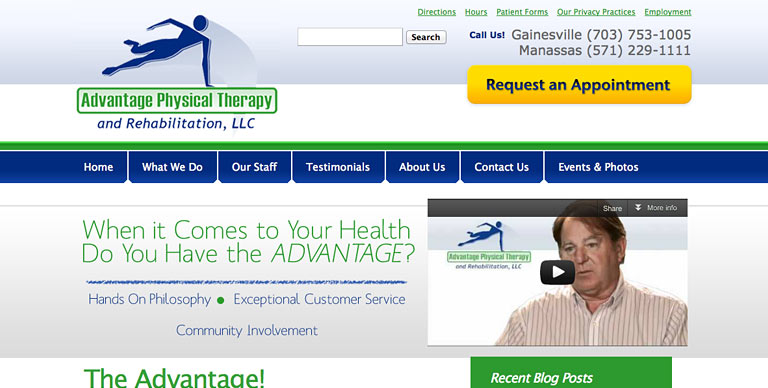 Directions Hours Patient Forms Our Privacy Practices Employment
Search
Call Us! Gainesville (703) 753-1005
Manassas (571) 229-1111
Request an Appointment
Advantage Physical Therapy
and Rehabilitation, LLC
Home What We Do Our Staff Testimonials About Us Contact Us Events & Photos
When it Comes to Your Health
Do You Have the ADVANTAGE?
Hands On Philosophy ● Exceptional Customer Service
Community Involvement
Share More info
Advantage Physical Therapy
and Rehabilitation, LLC
The Advantage!
Recent Blog Posts